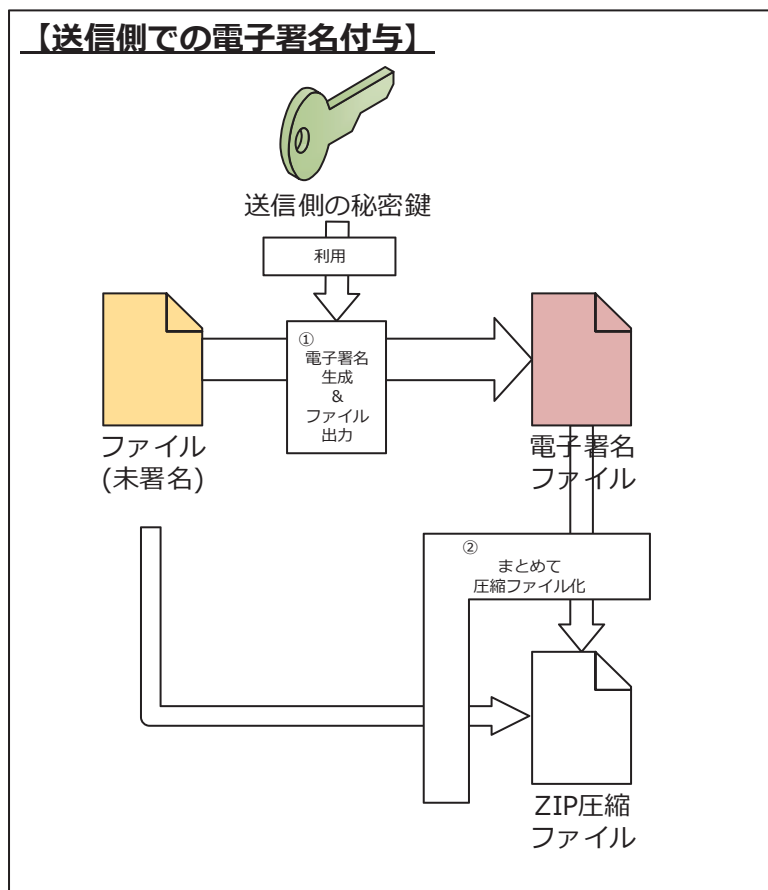 【送信側での電子署名付与】
送信側の秘密鍵
利用
①
電子署名
生成
&
ファイル
出力
ファイル
(未署名)
電子署名
ファイル
②
まとめて
圧縮ファイル化
ZIP圧縮
ファイル